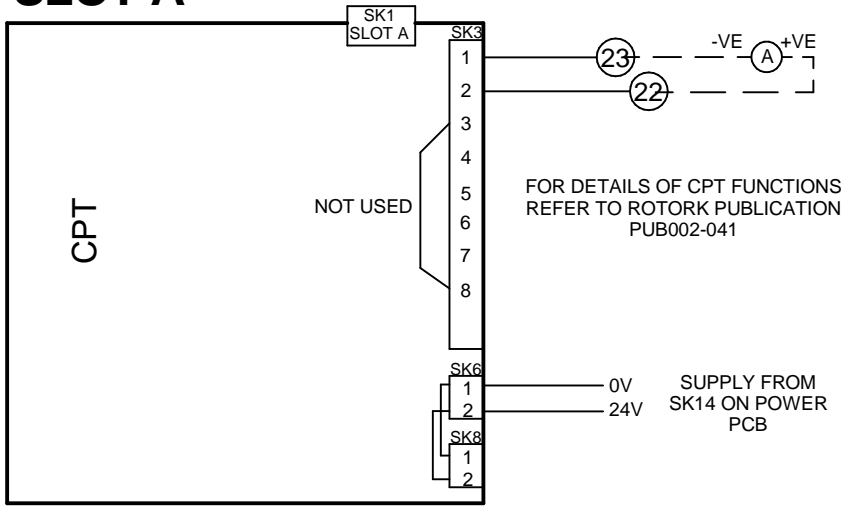 SLOT A
SK1
SLOT A
SK3
1
2
3
4
5
6
7
8
23
22
-VE
A
+VE
NOT USED
CPT
FOR DETAILS OF CPT FUNCTIONS
REFER TO ROTORK PUBLICATION
PUB002-041
SK6
1
2
0V
24V
SUPPLY FROM
SK14 ON POWER
PCB
SK8
1
2